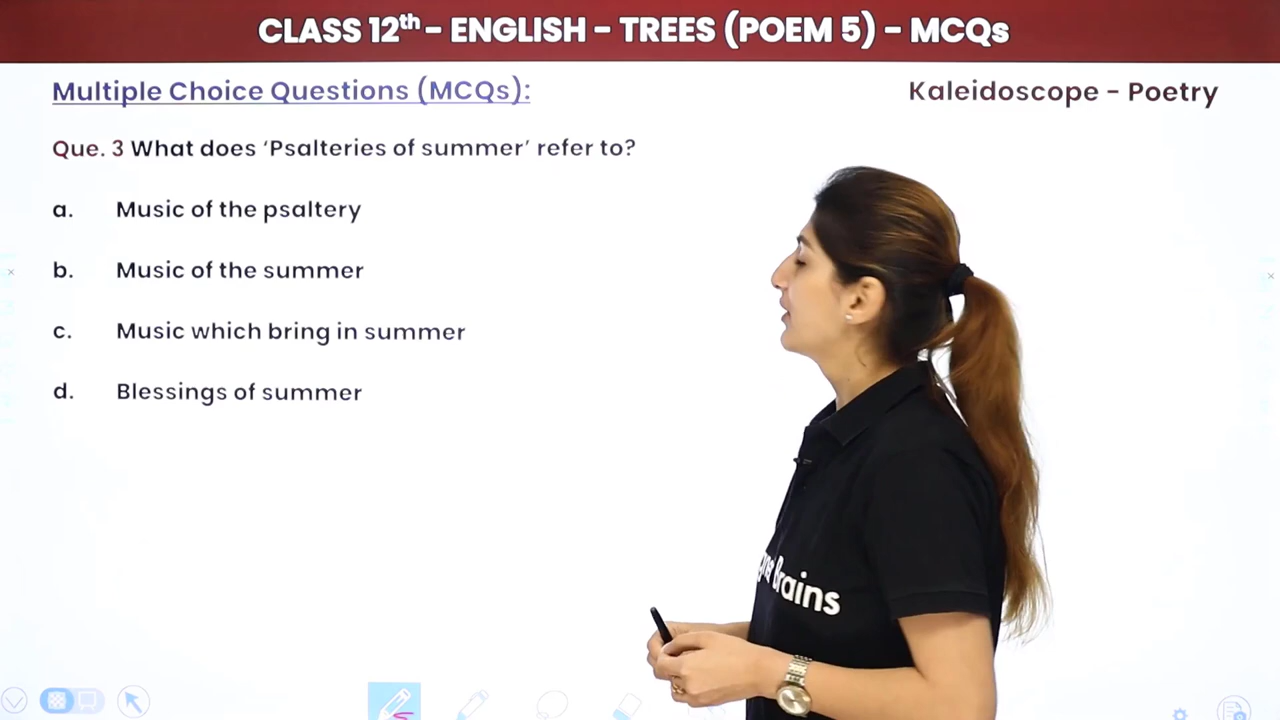 CLASS 12th - ENGLISH - TREES (POEM 5) - MCQs
Multiple Choice Questions (MCQs):
Kaleidoscope - Poetry
Que. 3 What does ‘Psalteries of summer’ refer to?
a. Music of the psaltery
b. Music of the summer
c. Music which bring in summer
d. Blessings of summer
Brains